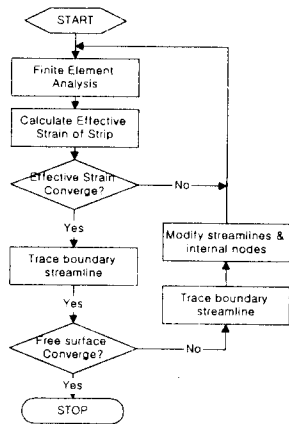 START
Finite Element
Analysis
Calculate Effective
Strain of Strip
Effective Strain
Converge?
No
Yes
Modify streamlines &
internal nodes
Trace boundary
streamline
Trace boundary
streamline
Yes
Free surface
Converge?
No
Yes
STOP